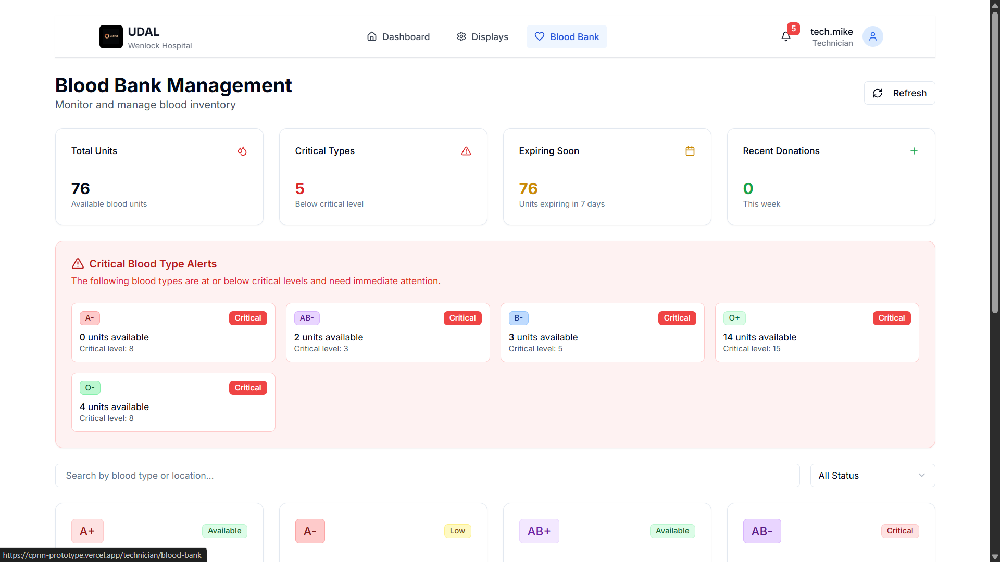 CRPM
UDAL
Wenlock Hospital
Dashboard
Displays
Blood Bank
5
tech.mike
Technician
Blood Bank Management
Monitor and manage blood inventory
Refresh
Total Units
76
Available blood units
Critical Types
5
Below critical level
Expiring Soon
76
Units expiring in 7 days
Recent Donations
0
This week
Critical Blood Type Alerts
The following blood types are at or below critical levels and need immediate attention.
A-
Critical
0 units available
Critical level: 8
AB-
Critical
2 units available
Critical level: 3
B-
Critical
3 units available
Critical level: 5
O+
Critical
14 units available
Critical level: 15
O-
Critical
4 units available
Critical level: 8
Search by blood type or location...
All Status
A+
Available
A-
Low
AB+
Available
AB-
Critical
https://cprm-prototype.vercel.app/technician/blood-bank